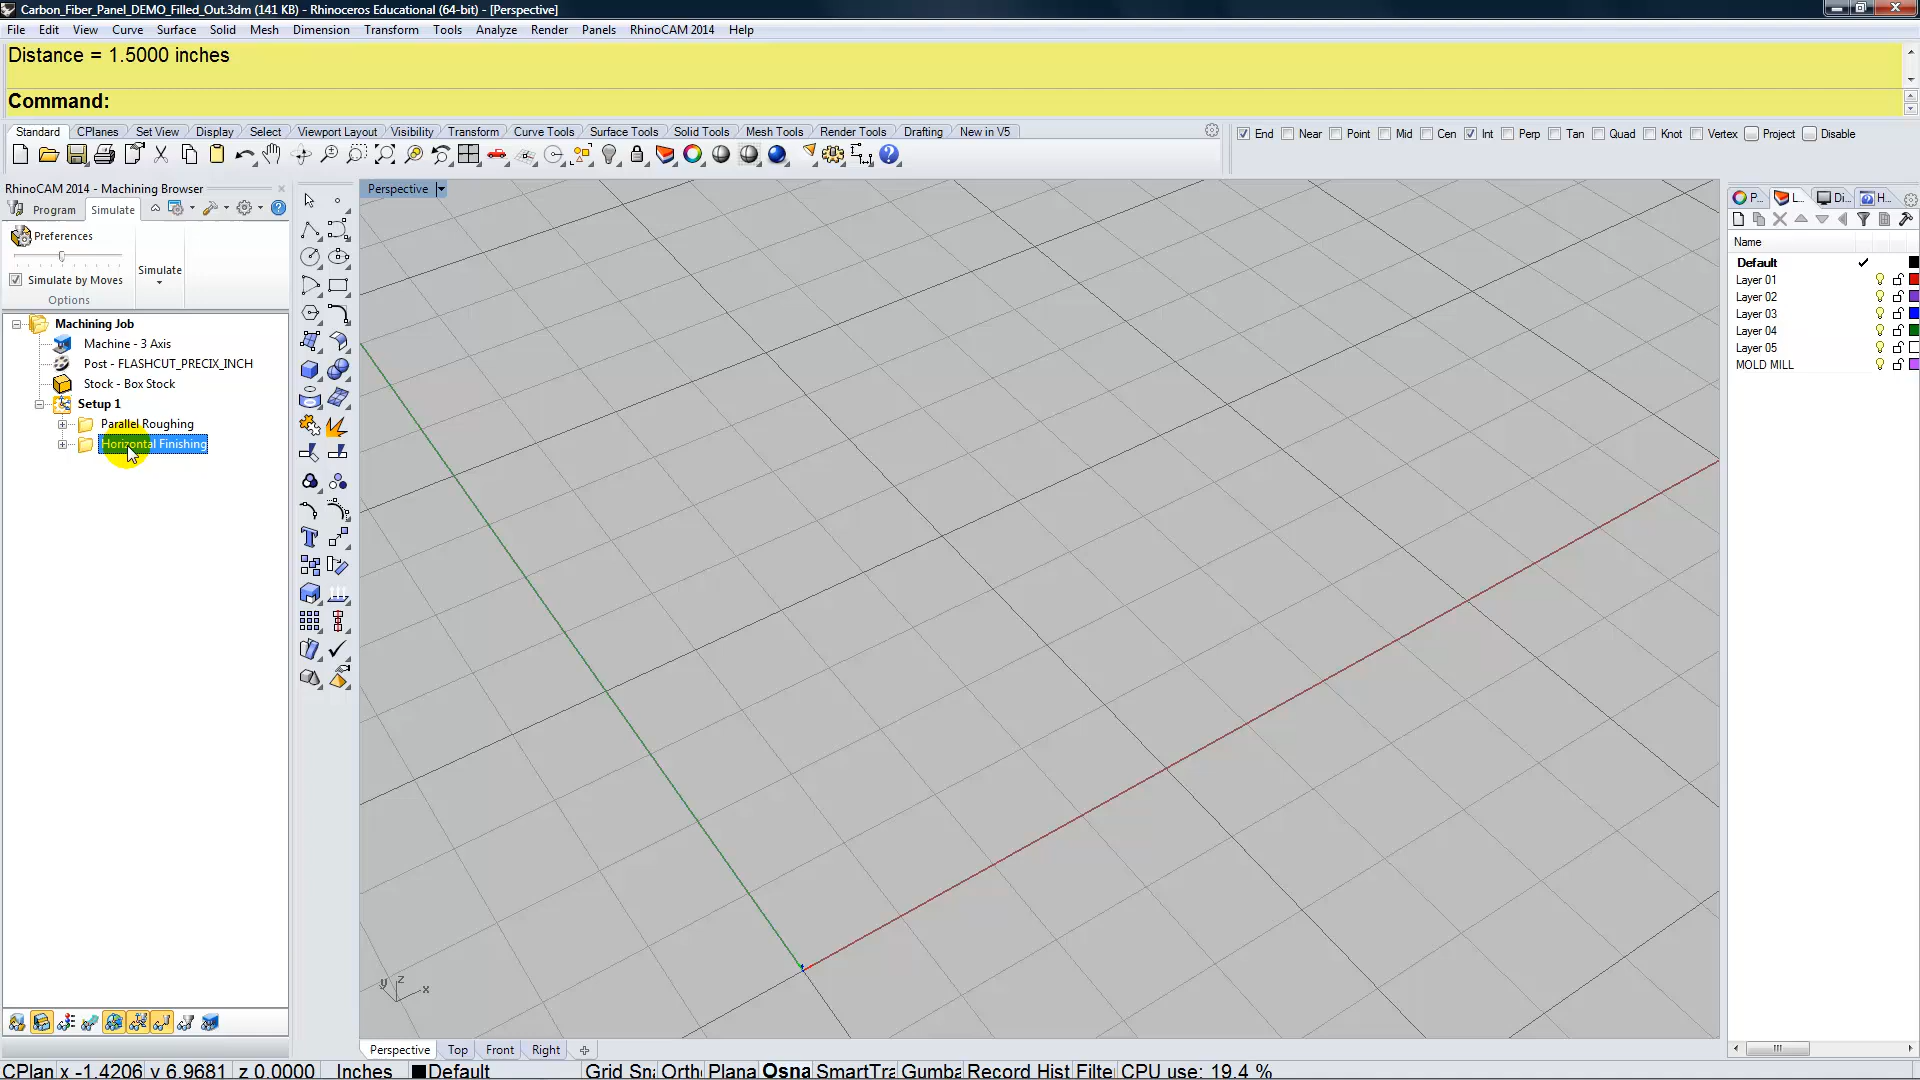 Carbon_Fiber_Panel_DEMO_Filled_Out.3dm (141 KB) - Rhinoceros Educational (64-bit) - [Perspective]
File Edit View Curve Surface Solid Mesh Dimension Transform Tools Analyze Render Panels RhinoCAM 2014 Help
Distance = 1.5000 inches
Command:
Standard CPlanes Set View Display Select Viewport Layout Visibility Transform Curve Tools Surface Tools Solid Tools Mesh Tools Render Tools Drafting New in V5
End Near Point Mid Cen Int Perp Tan Quad Knot Vertex Project Disable
RhinoCAM 2014 - Machining Browser
Program Simulate
Preferences
Simulate by Moves
Options
Simulate
Machining Job
Machine - 3 Axis
Post - FLASHCUT_PRECIX_INCH
Stock - Box Stock
Setup 1
Parallel Roughing
Horizontal Finishing
Perspective
y z x
P... L... Di... H...
Name
Default
Layer 01
Layer 02
Layer 03
Layer 04
Layer 05
MOLD MILL
Perspective Top Front Right
CPlan x -1.4206 y 6.9681 z 0.0000 Inches Default Grid Sn Orth Plana Osna SmartTra Gumba Record Hist Filte CPU use: 19.4 %